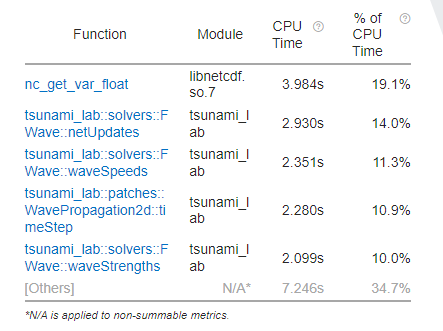 Function Module CPU Time % of CPU Time
nc_get_var_float libnetcdf.so.7 3.984s 19.1%
tsunami_lab::solvers::FWave::netUpdates tsunami_lab 2.930s 14.0%
tsunami_lab::solvers::FWave::waveSpeeds tsunami_lab 2.351s 11.3%
tsunami_lab::patches::WavePropagation2d::timeStep tsunami_lab 2.280s 10.9%
tsunami_lab::solvers::FWave::waveStrengths tsunami_lab 2.099s 10.0%
[Others] N/A* 7.246s 34.7%
*N/A is applied to non-summable metrics.